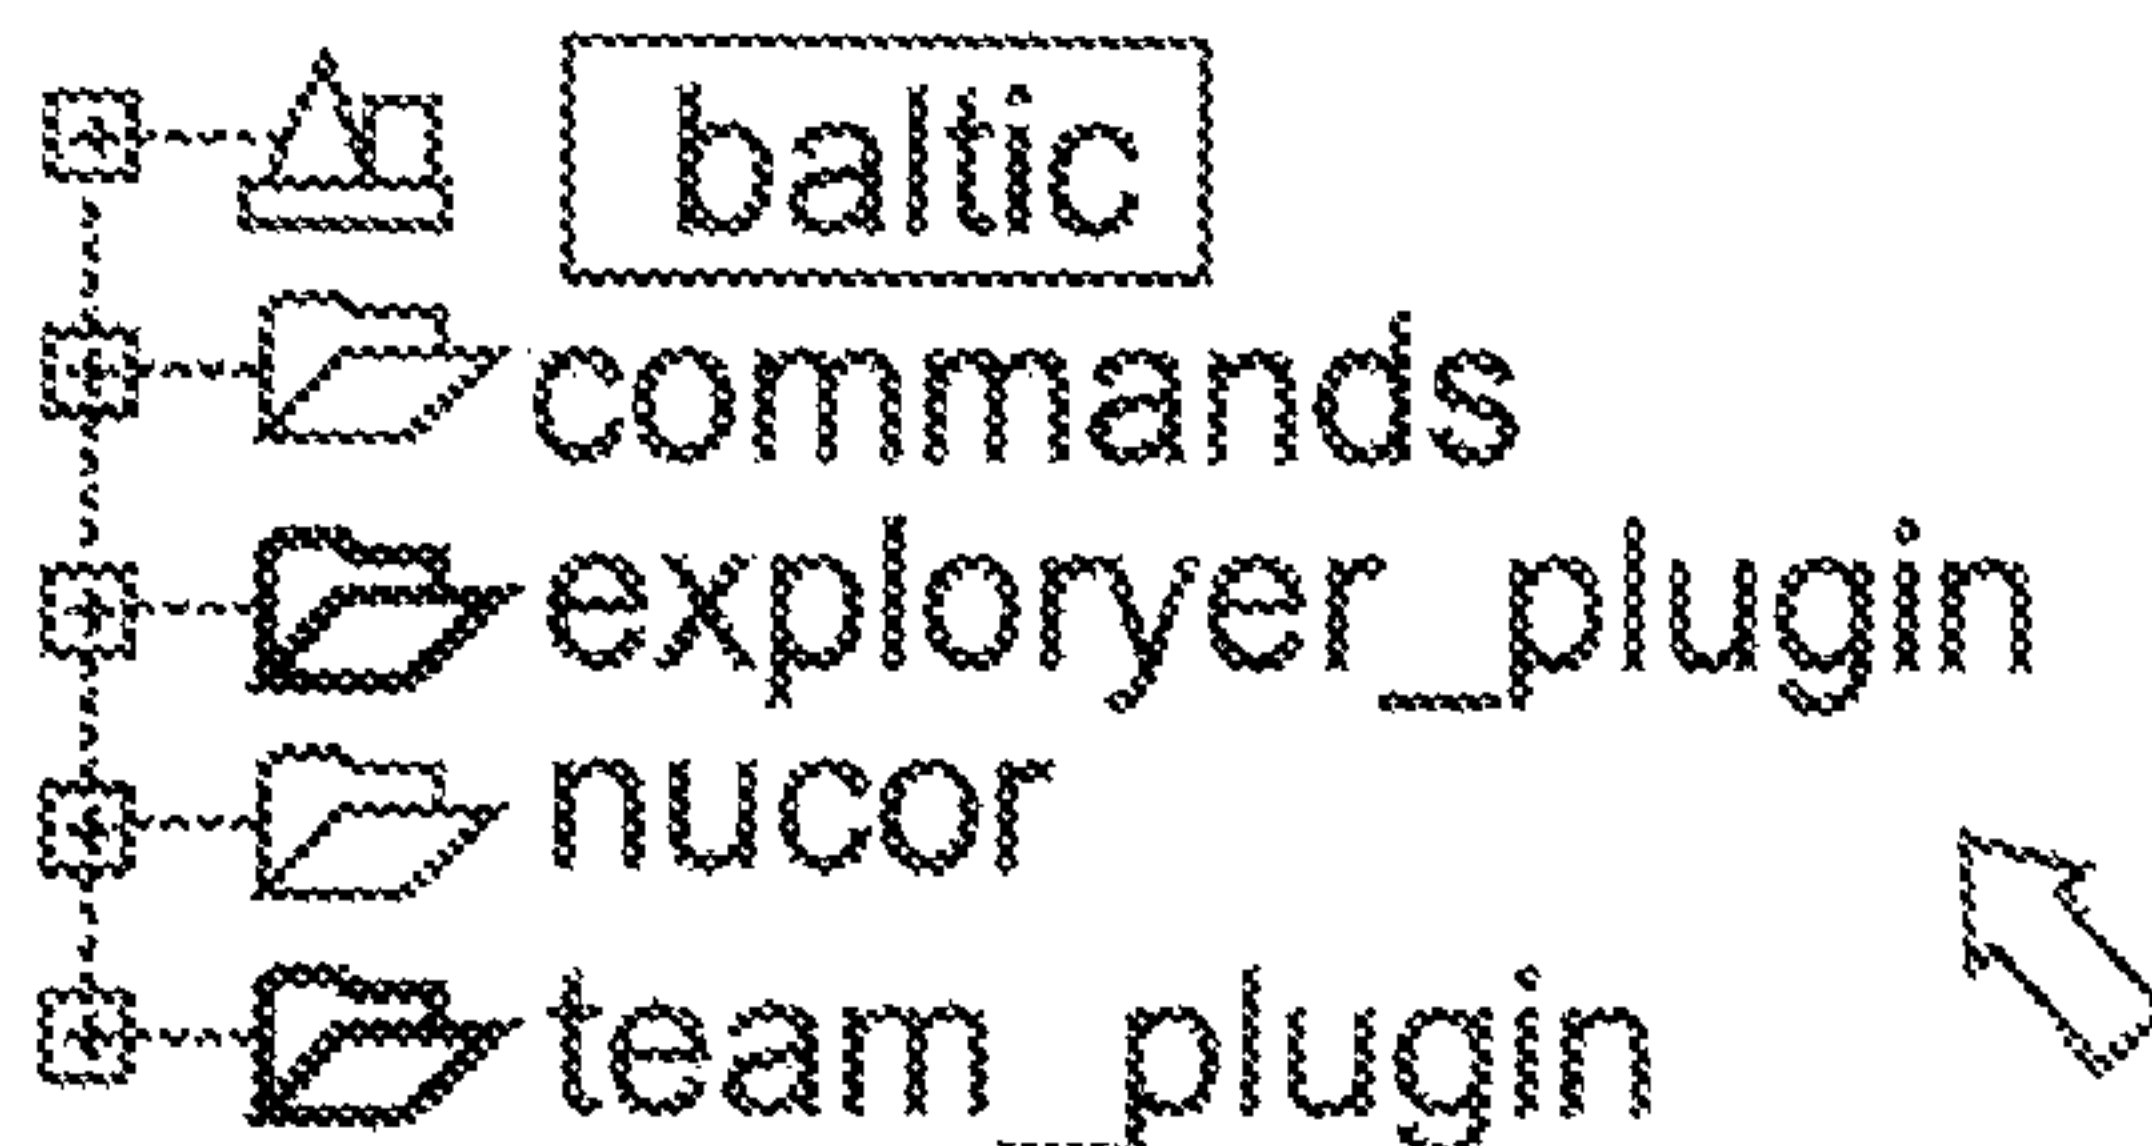 baltic
commands
exploryer_plugin
nucor
team_plugin